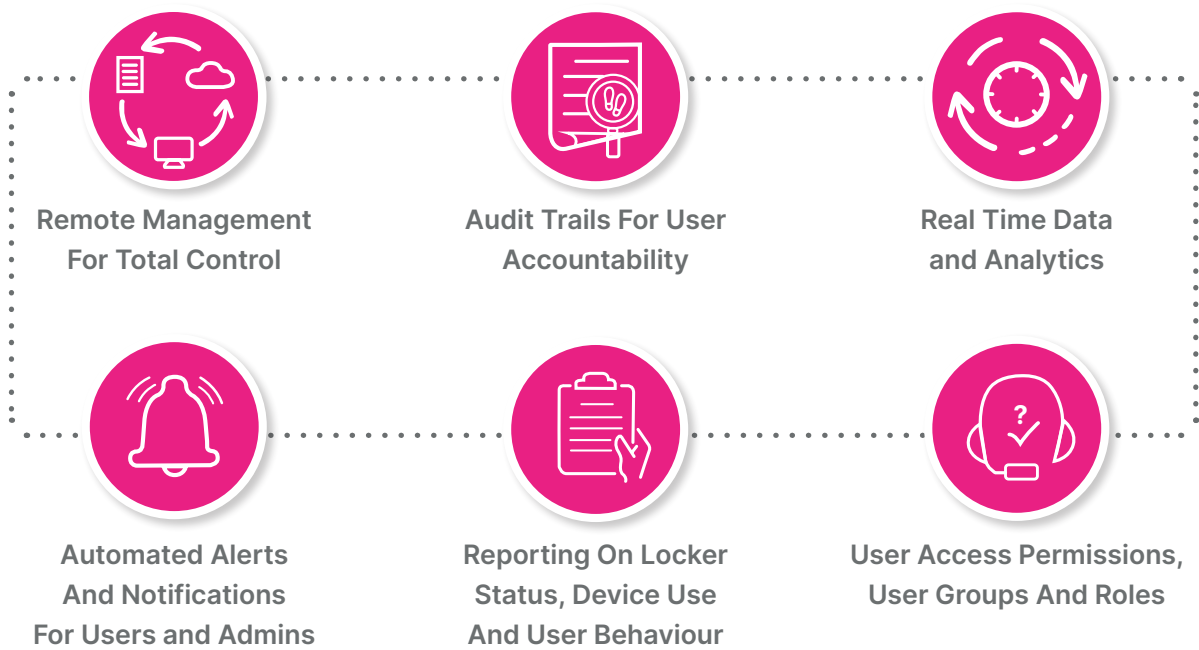 Remote Management
For Total Control
Audit Trails For User
Accountability
Real Time Data
and Analytics
?
Automated Alerts
And Notifications
For Users and Admins
Reporting On Locker
Status, Device Use
And User Behaviour
User Access Permissions,
User Groups And Roles